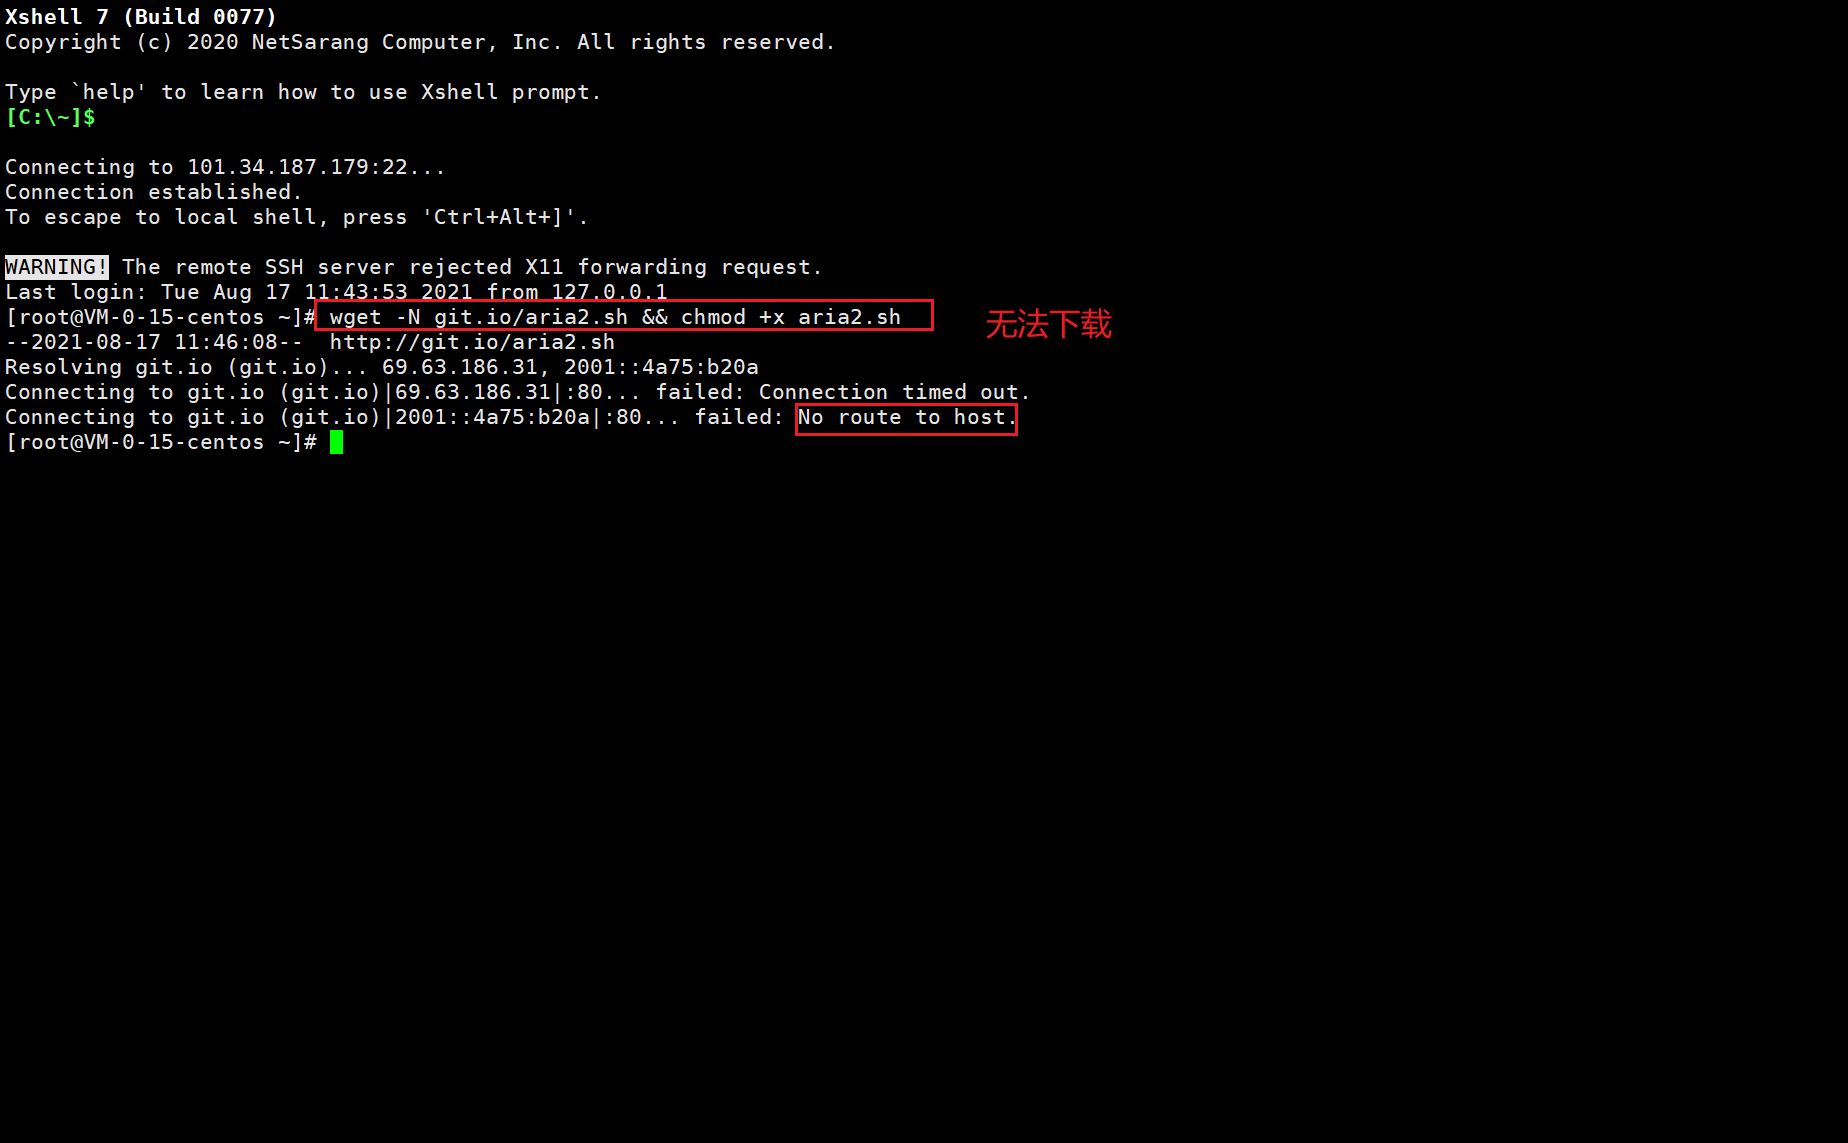 Xshell 7 (Build 0077)
Copyright (c) 2020 NetSarang Computer, Inc. All rights reserved.
Type `help' to learn how to use Xshell prompt.
[C:\~]$
Connecting to 101.34.187.179:22...
Connection established.
To escape to local shell, press 'Ctrl+Alt+]'.
WARNING! The remote SSH server rejected X11 forwarding request.
Last login: Tue Aug 17 11:43:53 2021 from 127.0.0.1
[root@VM-0-15-centos ~]# wget -N git.io/aria2.sh && chmod +x aria2.sh
无法下载
--2021-08-17 11:46:08--  http://git.io/aria2.sh
Resolving git.io (git.io)... 69.63.186.31, 2001::4a75:b20a
Connecting to git.io (git.io)|69.63.186.31|:80... failed: Connection timed out.
Connecting to git.io (git.io)|2001::4a75:b20a|:80... failed: No route to host.
[root@VM-0-15-centos ~]#